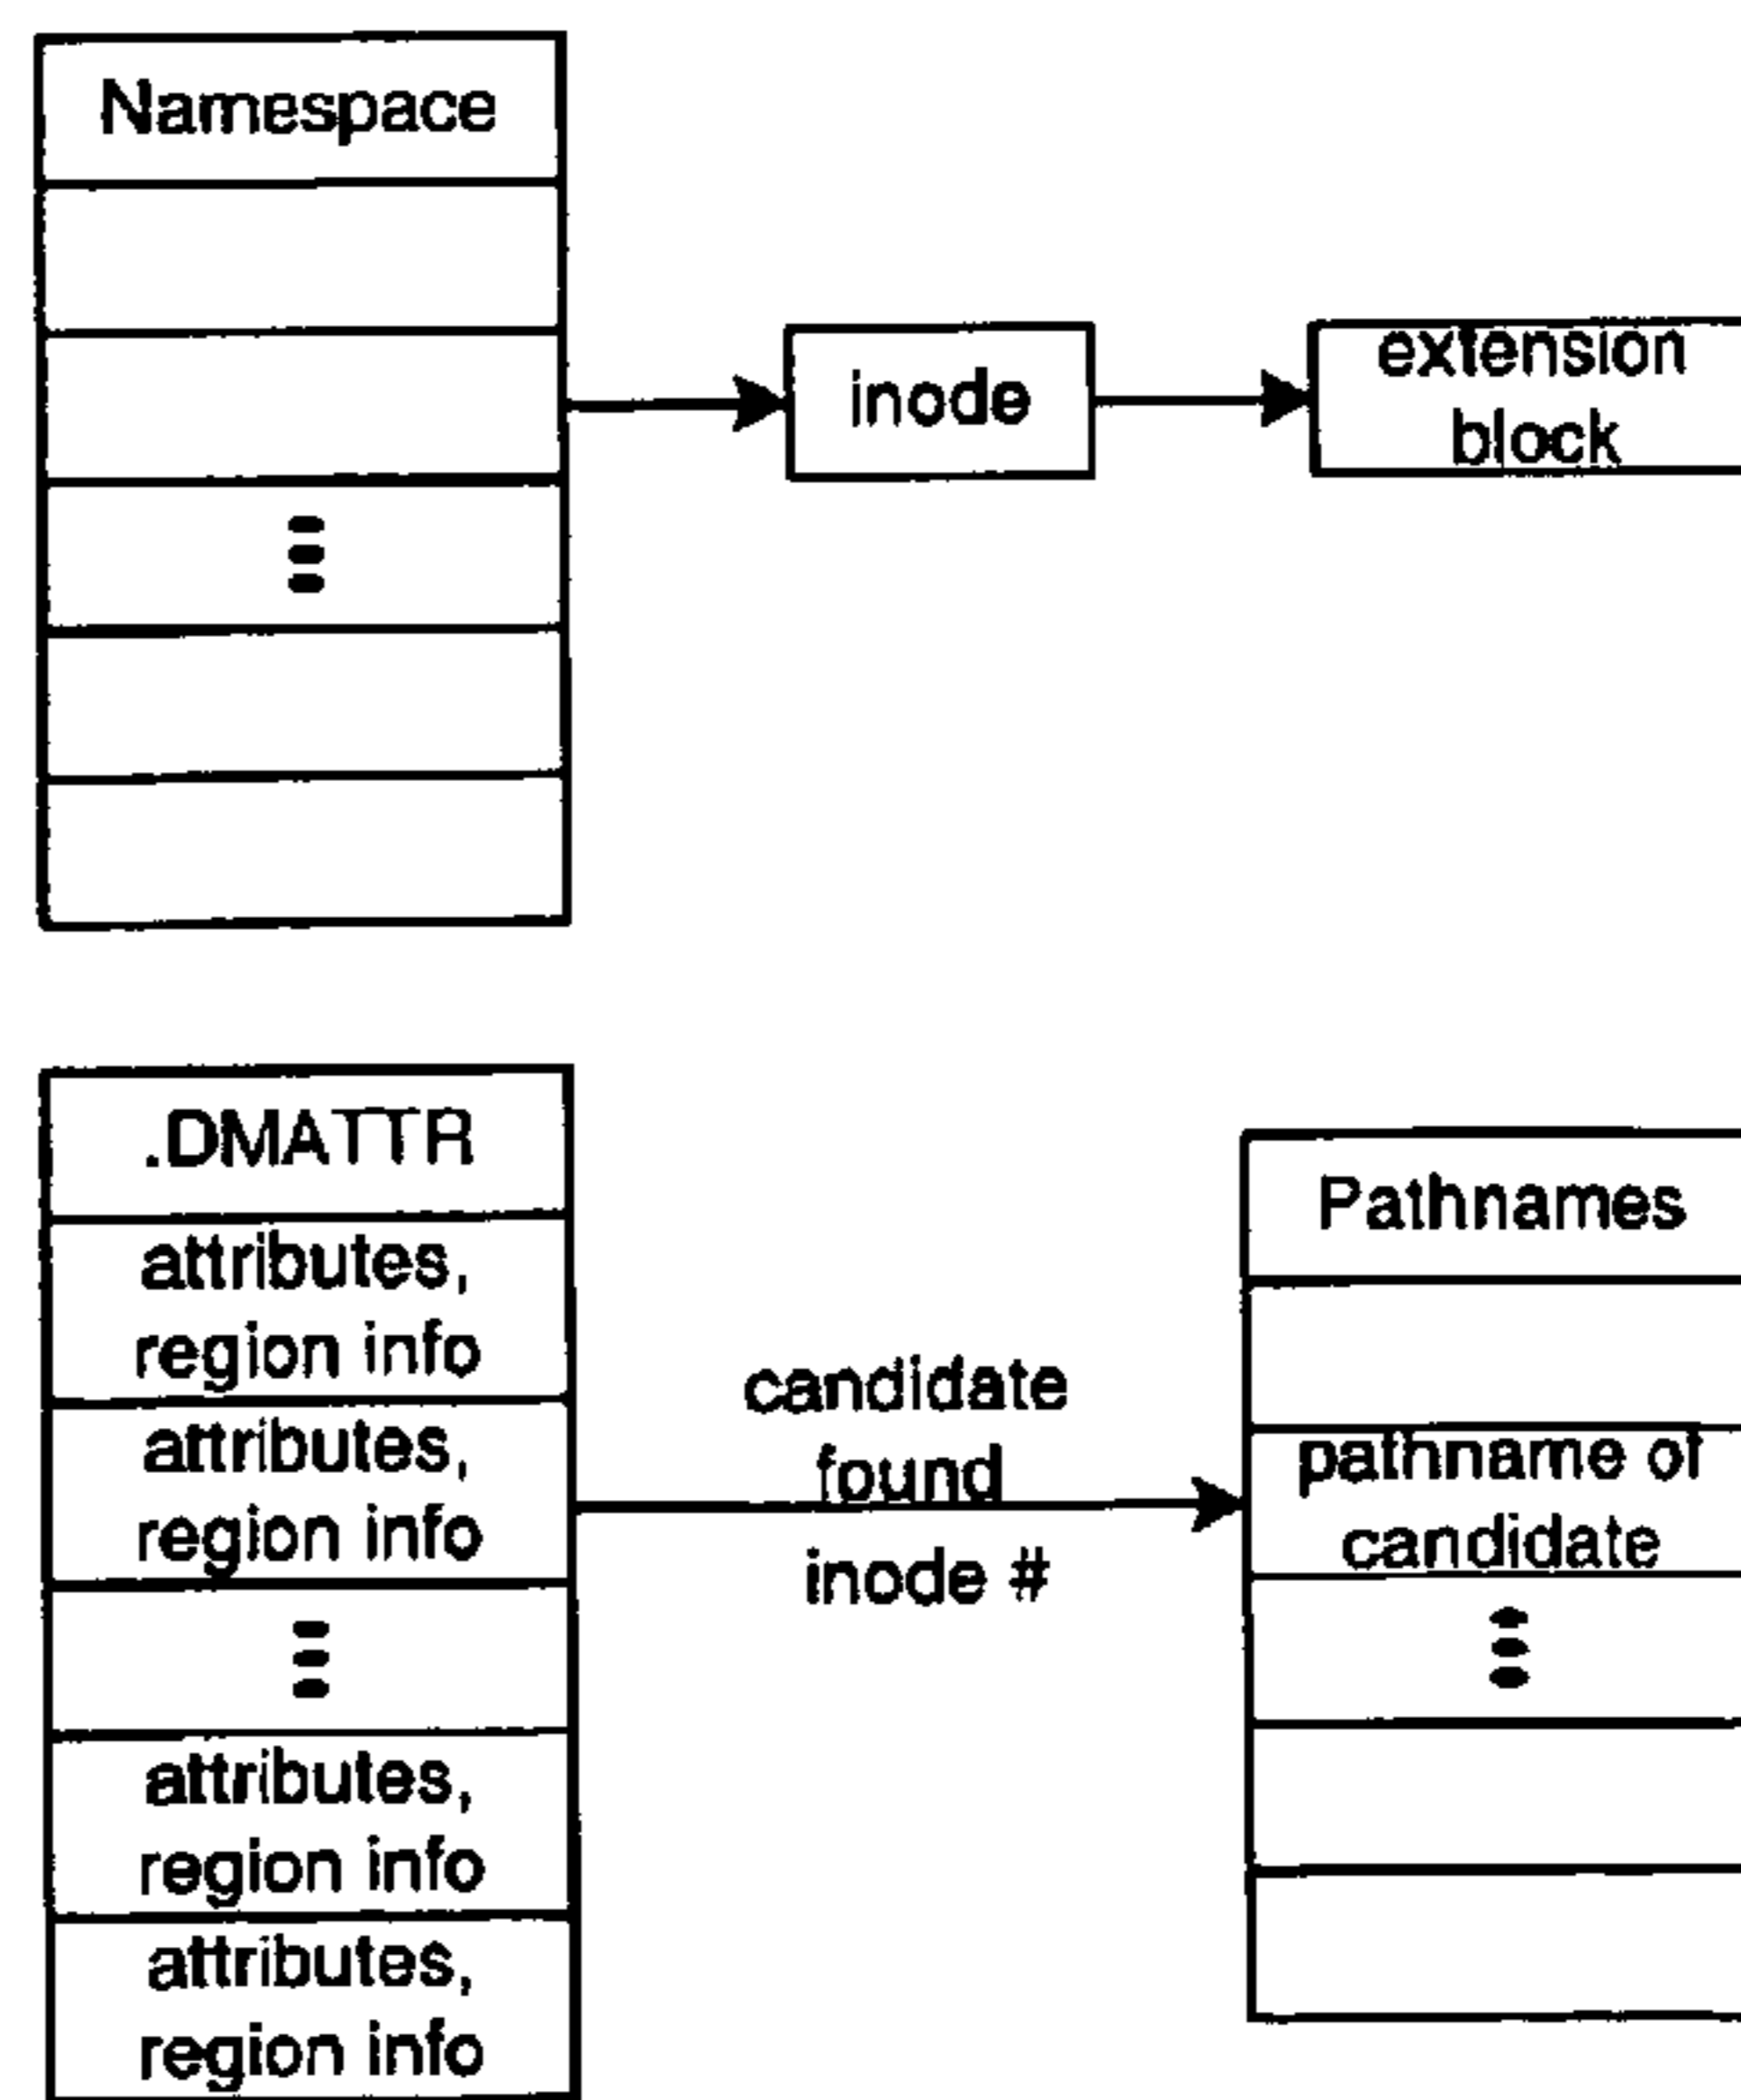 Namespace
inode
extension
block
.DMATTR
attributes,
region info
attributes,
region info
candidate
found
inode #
attributes,
region info
attributes,
region info
Pathnames
pathname of
candidate